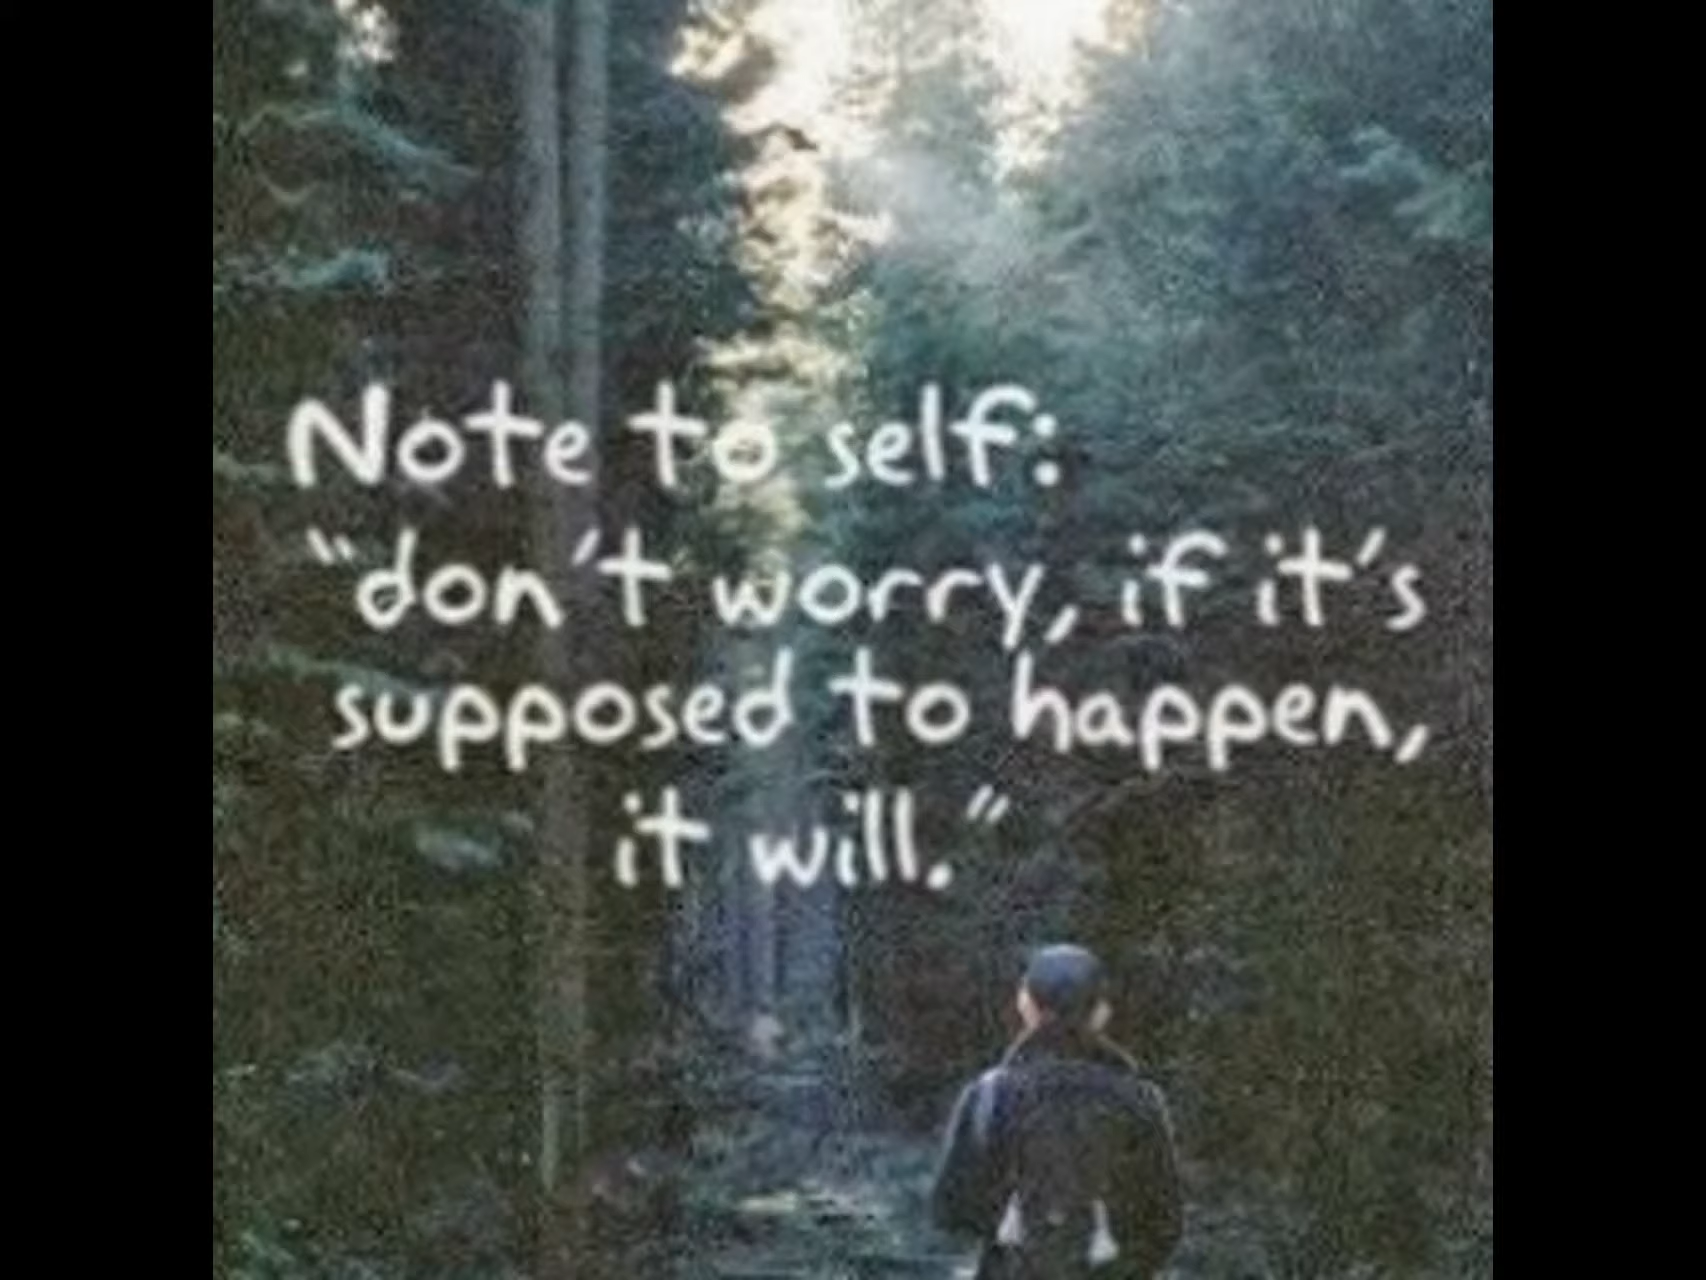 Note to self:
“don't worry, if it's
supposed to happen,
it will.”